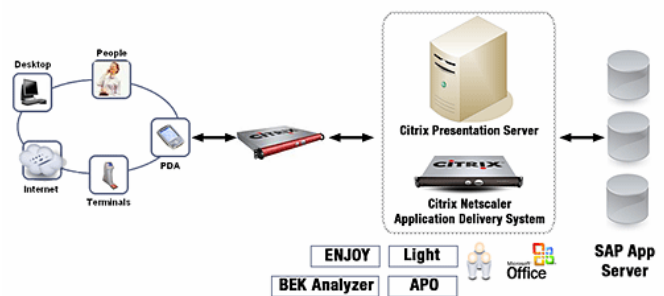 People
Desktop
PDA
Internet
Terminals
CITRIX
Citrix Presentation Server
CITRIX
Citrix Netscaler
Application Delivery System
SAP App
Server
ENJOY
Light
BEK Analyzer
APO
Microsoft
Office